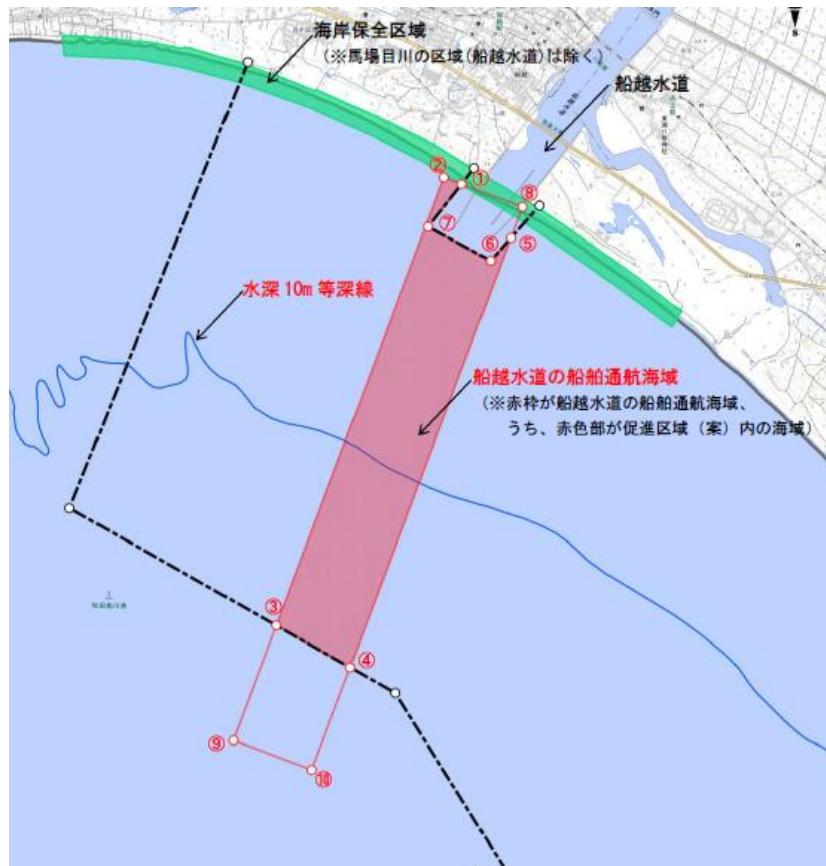 S
海岸保全区域
（※馬場目川の区域(船越水道)は除く）
船越水道
②
①
⑧
⑦
⑥
⑤
水深 10m 等深線
船越水道の船舶通航海域
（※赤枠が船越水道の船舶通航海域、
うち、赤色部が促進区域（案）内の海域）
③
④
⑨
⑩